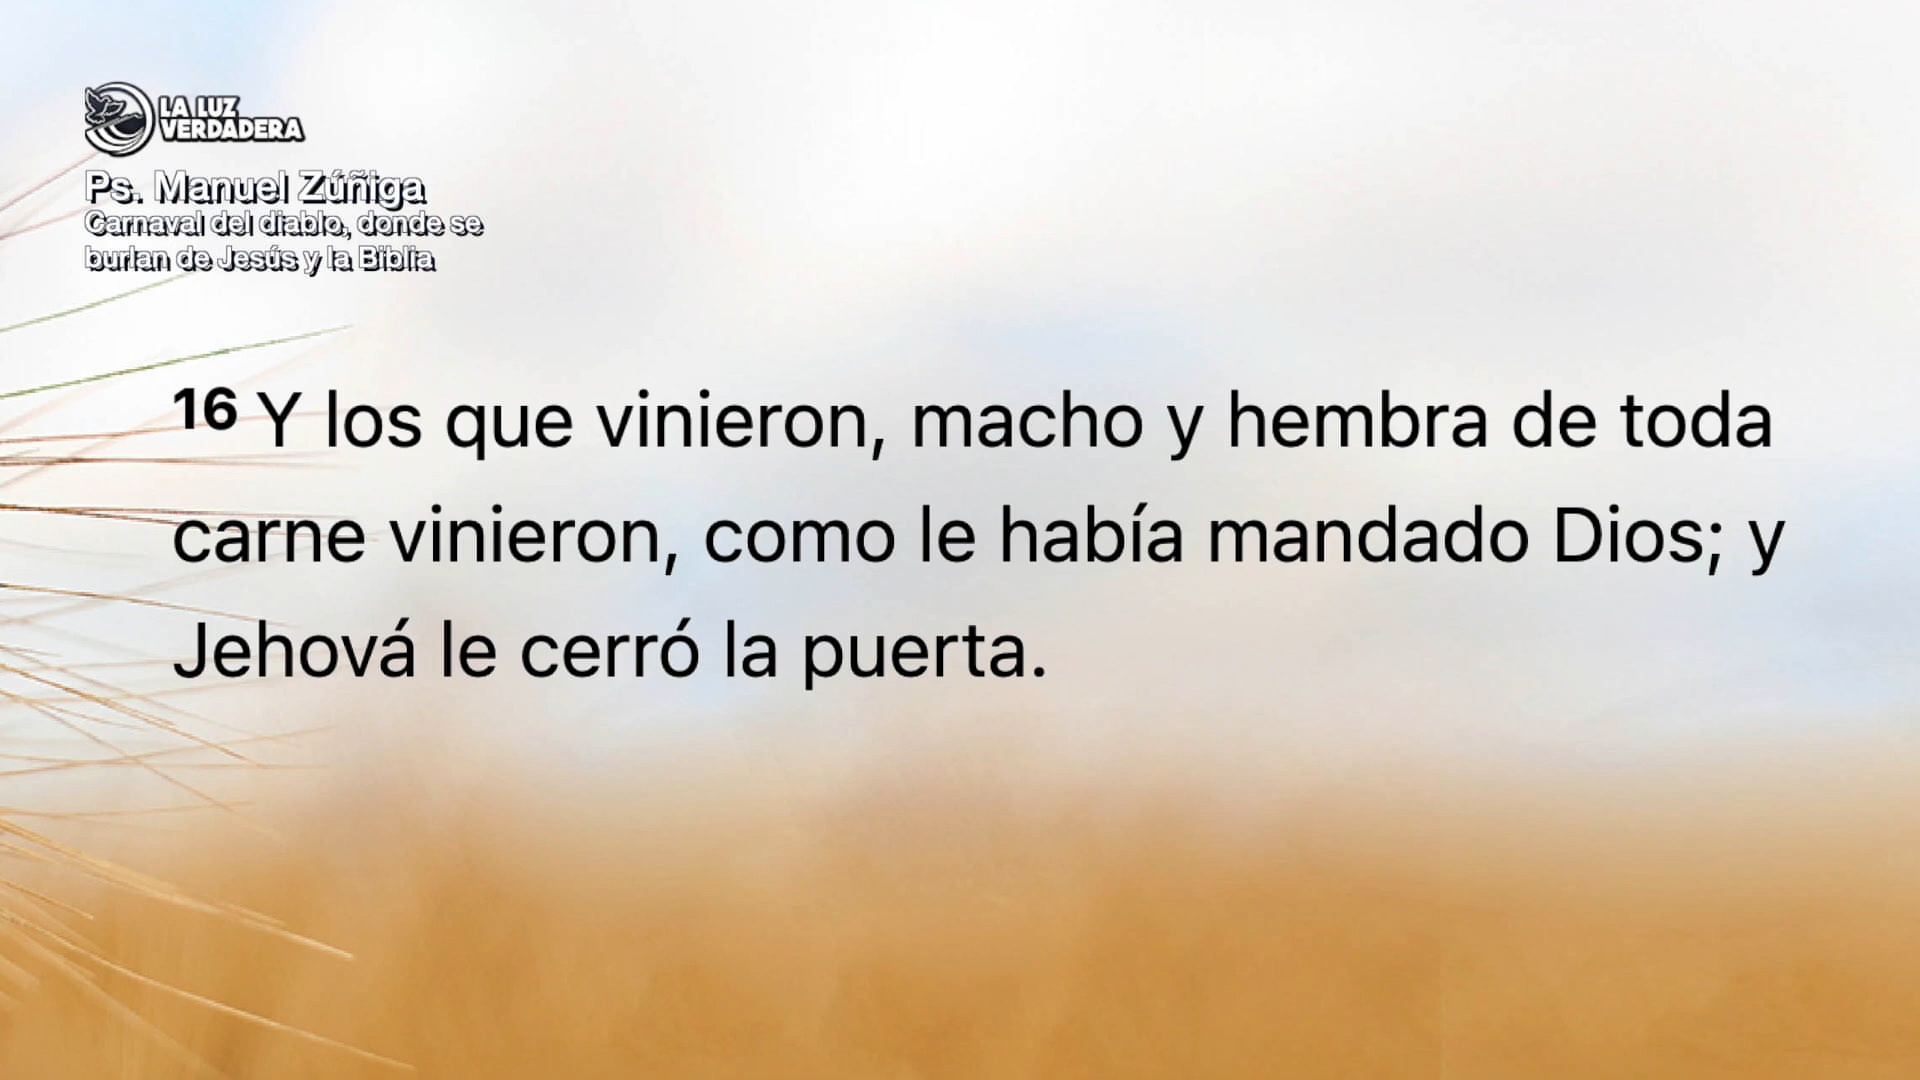 LA LUZ
VERDADERA
Ps. Manuel Zúñiga
Carnaval del diablo, donde se
burlan de Jesús y la Biblia
16 Y los que vinieron, macho y hembra de toda
carne vinieron, como le había mandado Dios; y
Jehová le cerró la puerta.